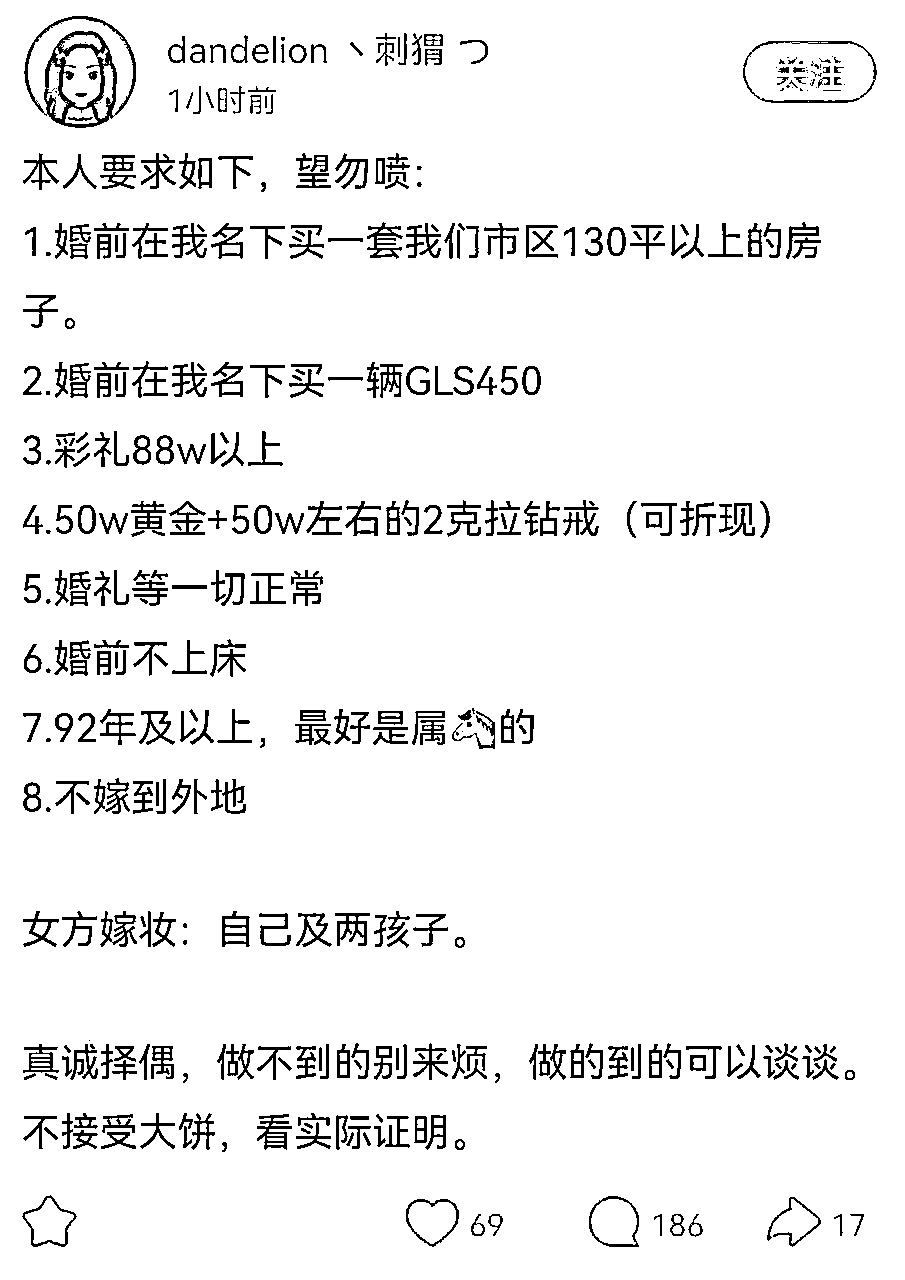 dandelion 丶刺猬 つ
1小时前
关注
本人要求如下，望勿喷：
1.婚前在我名下买一套我们市区130平以上的房
子。
2.婚前在我名下买一辆GLS450
3.彩礼88w以上
4.50w黄金+50w左右的2克拉钻戒（可折现）
5.婚礼等一切正常
6.婚前不上床
7.92年及以上，最好是属🐴的
8.不嫁到外地
女方嫁妆：自己及两孩子。
真诚择偶，做不到的别来烦，做的到的可以谈谈。
不接受大饼，看实际证明。
69 186 17